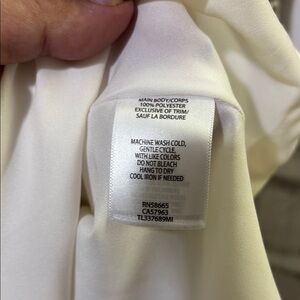 MAIN BODY/CORPS
100% POLYESTER
EXCLUSIVE OF TRIM/
SAUF LA BORDURE
MACHINE WASH COLD,
GENTLE CYCLE,
WITH LIKE COLORS
DO NOT BLEACH
HANG TO DRY
COOL IRON IF NEEDED
RN58665
CA57963
TL337689MI